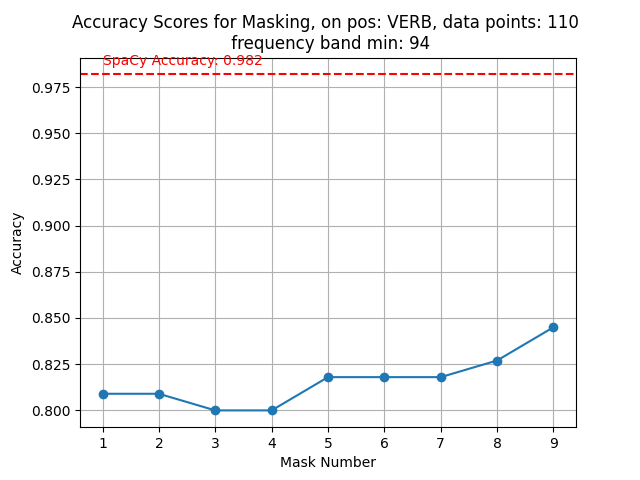 Accuracy Scores for Masking, on pos: VERB, data points: 110
frequency band min: 94
SpaCy Accuracy: 0.982
0.975
0.950
0.925
0.900
0.875
0.850
0.825
0.800
Accuracy
1 2 3 4 5 6 7 8 9
Mask Number